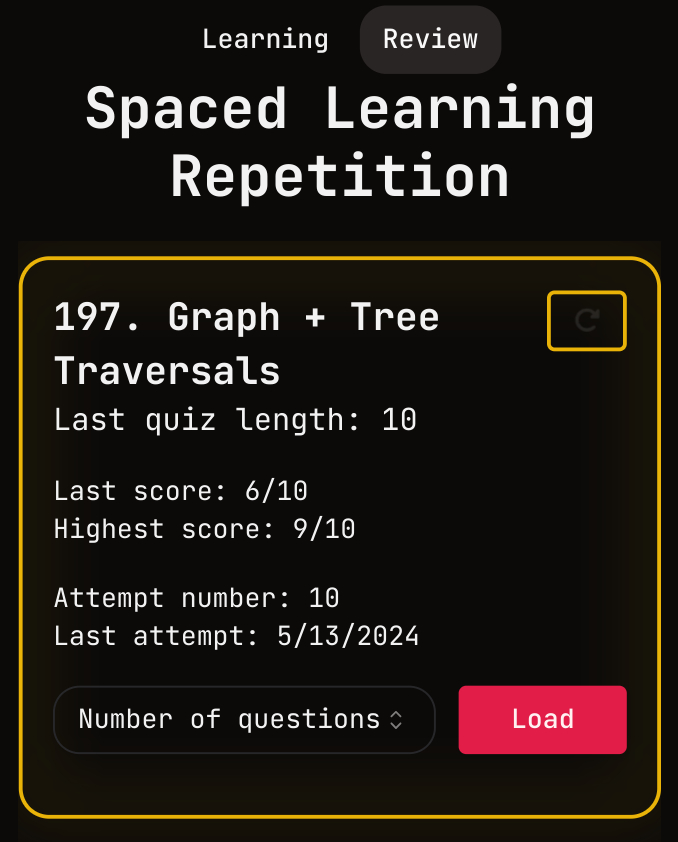 Learning
Review
Spaced Learning
Repetition
197. Graph + Tree
Traversals
Last quiz length: 10
Last score: 6/10
Highest score: 9/10
Attempt number: 10
Last attempt: 5/13/2024
Number of questions
Load